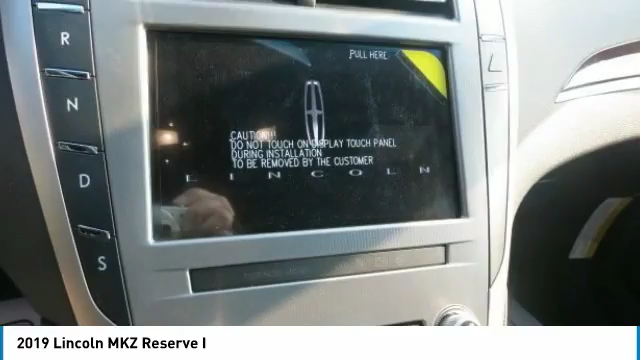 R
N
D
S
PULL HERE
CAUTION!!!
DO NOT TOUCH ON DISPLAY TOUCH PANEL
DURING INSTALLATION
TO BE REMOVED BY THE CUSTOMER
LINCOLN
2019 Lincoln MKZ Reserve I